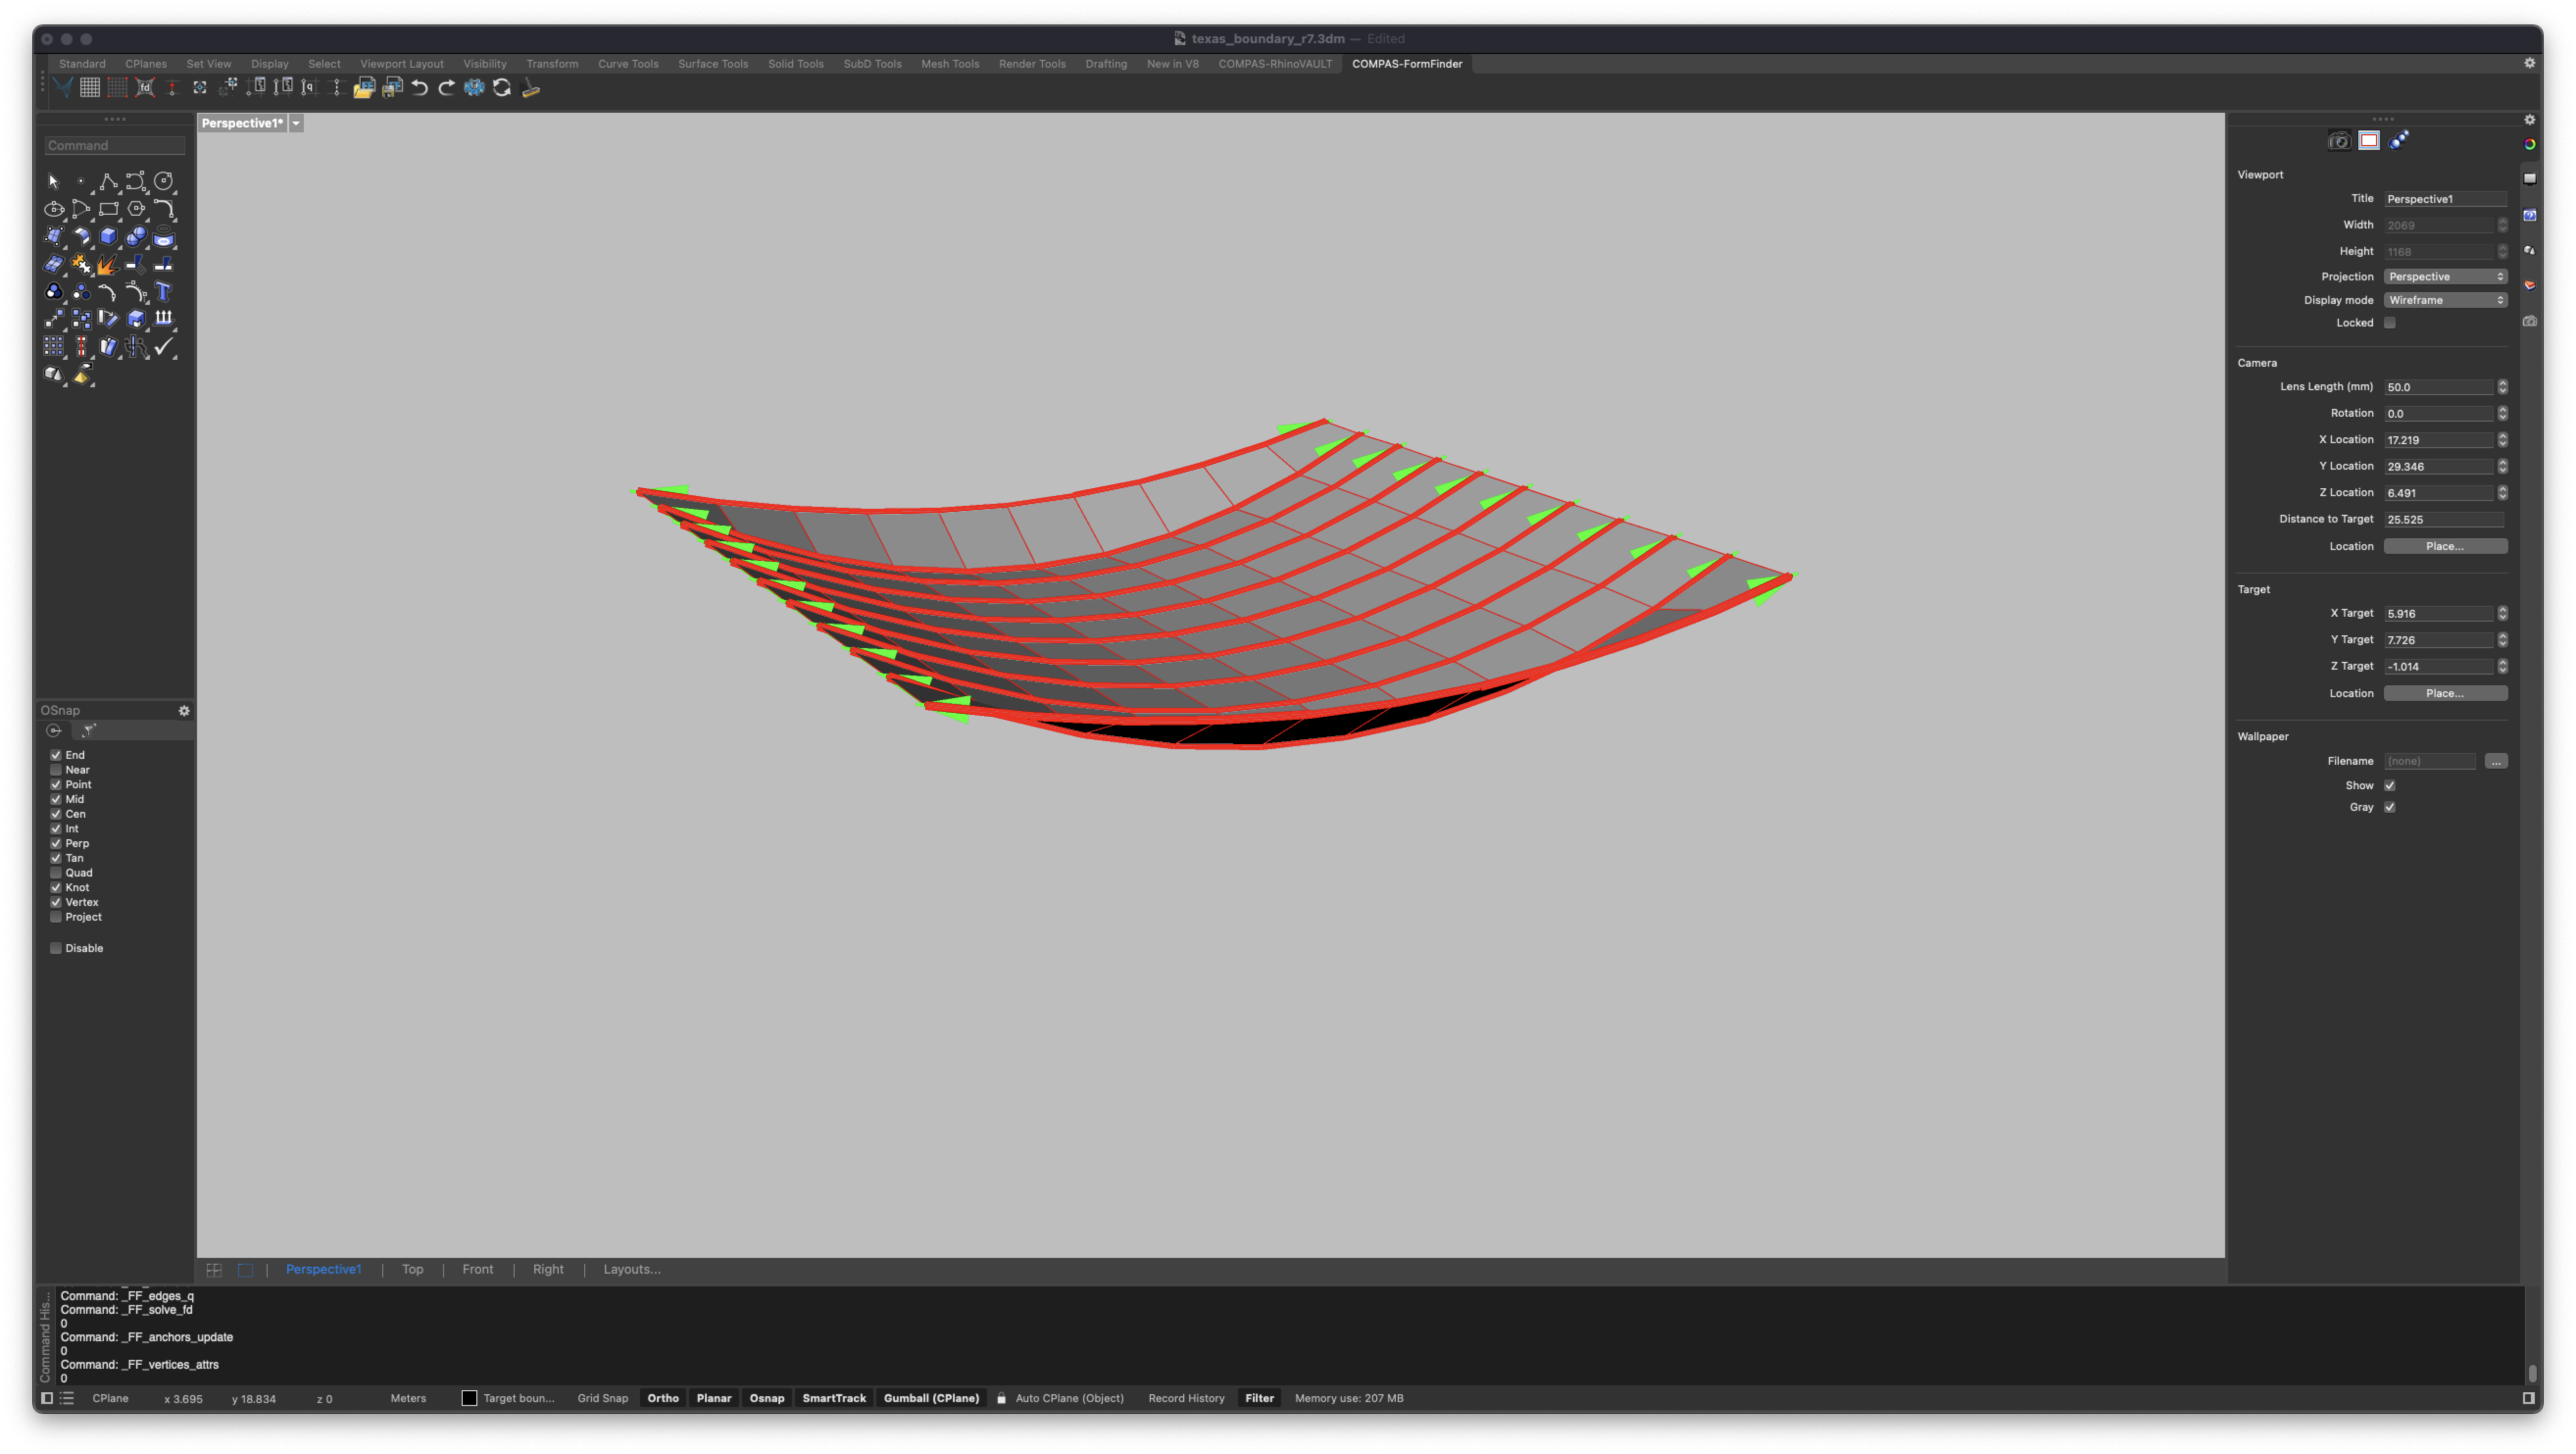 texas_boundary_r7.3dm — Edited
Standard CPlanes Set View Display Select Viewport Layout Visibility Transform Curve Tools Surface Tools Solid Tools SubD Tools Mesh Tools Render Tools Drafting New in V8 COMPAS-RhinoVAULT COMPAS-FormFinder
fd
q
Perspective1*
Command
Viewport
Title Perspective1
Width 2069
Height 1168
Projection Perspective
Display mode Wireframe
Locked
Camera
Lens Length (mm) 50.0
Rotation 0.0
X Location 17.219
Y Location 29.346
Z Location 6.491
Distance to Target 25.525
Location Place...
Target
X Target 5.916
Y Target 7.726
Z Target -1.014
Location Place...
Wallpaper
Filename (none) ...
Show
Gray
OSnap
End
Near
Point
Mid
Cen
Int
Perp
Tan
Quad
Knot
Vertex
Project
Disable
Perspective1 | Top | Front | Right | Layouts...
Command His...
Command: _FF_edges_q
Command: _FF_solve_fd
0
Command: _FF_anchors_update
0
Command: _FF_vertices_attrs
0
CPlane x 3.695 y 18.834 z 0 Meters Target boun... Grid Snap Ortho Planar Osnap SmartTrack Gumball (CPlane) Auto CPlane (Object) Record History Filter Memory use: 207 MB